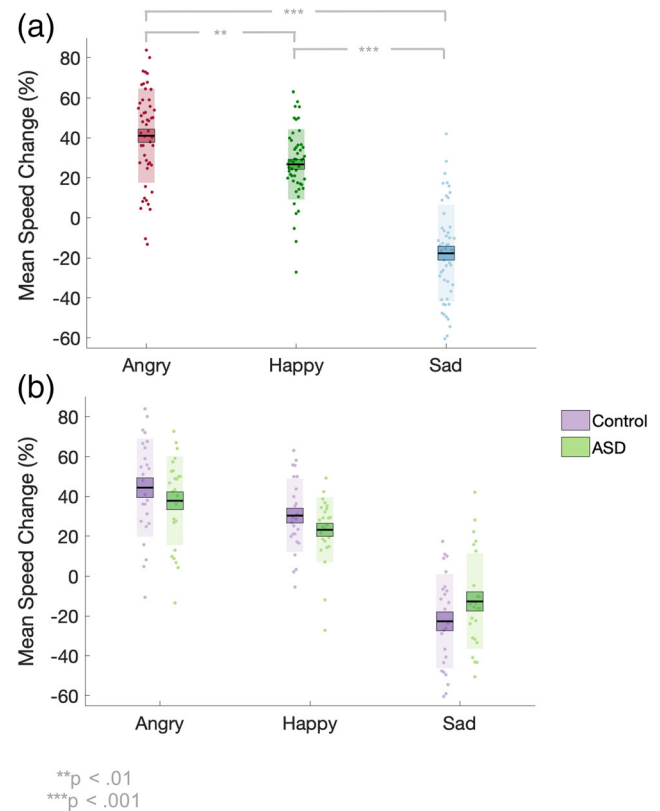 (a)
***
**
***
Mean Speed Change (%)
80
60
40
20
0
-20
-40
-60
Angry Happy Sad
(b)
Mean Speed Change (%)
80
60
40
20
0
-20
-40
-60
Angry Happy Sad
Control
ASD
**p < .01
***p < .001